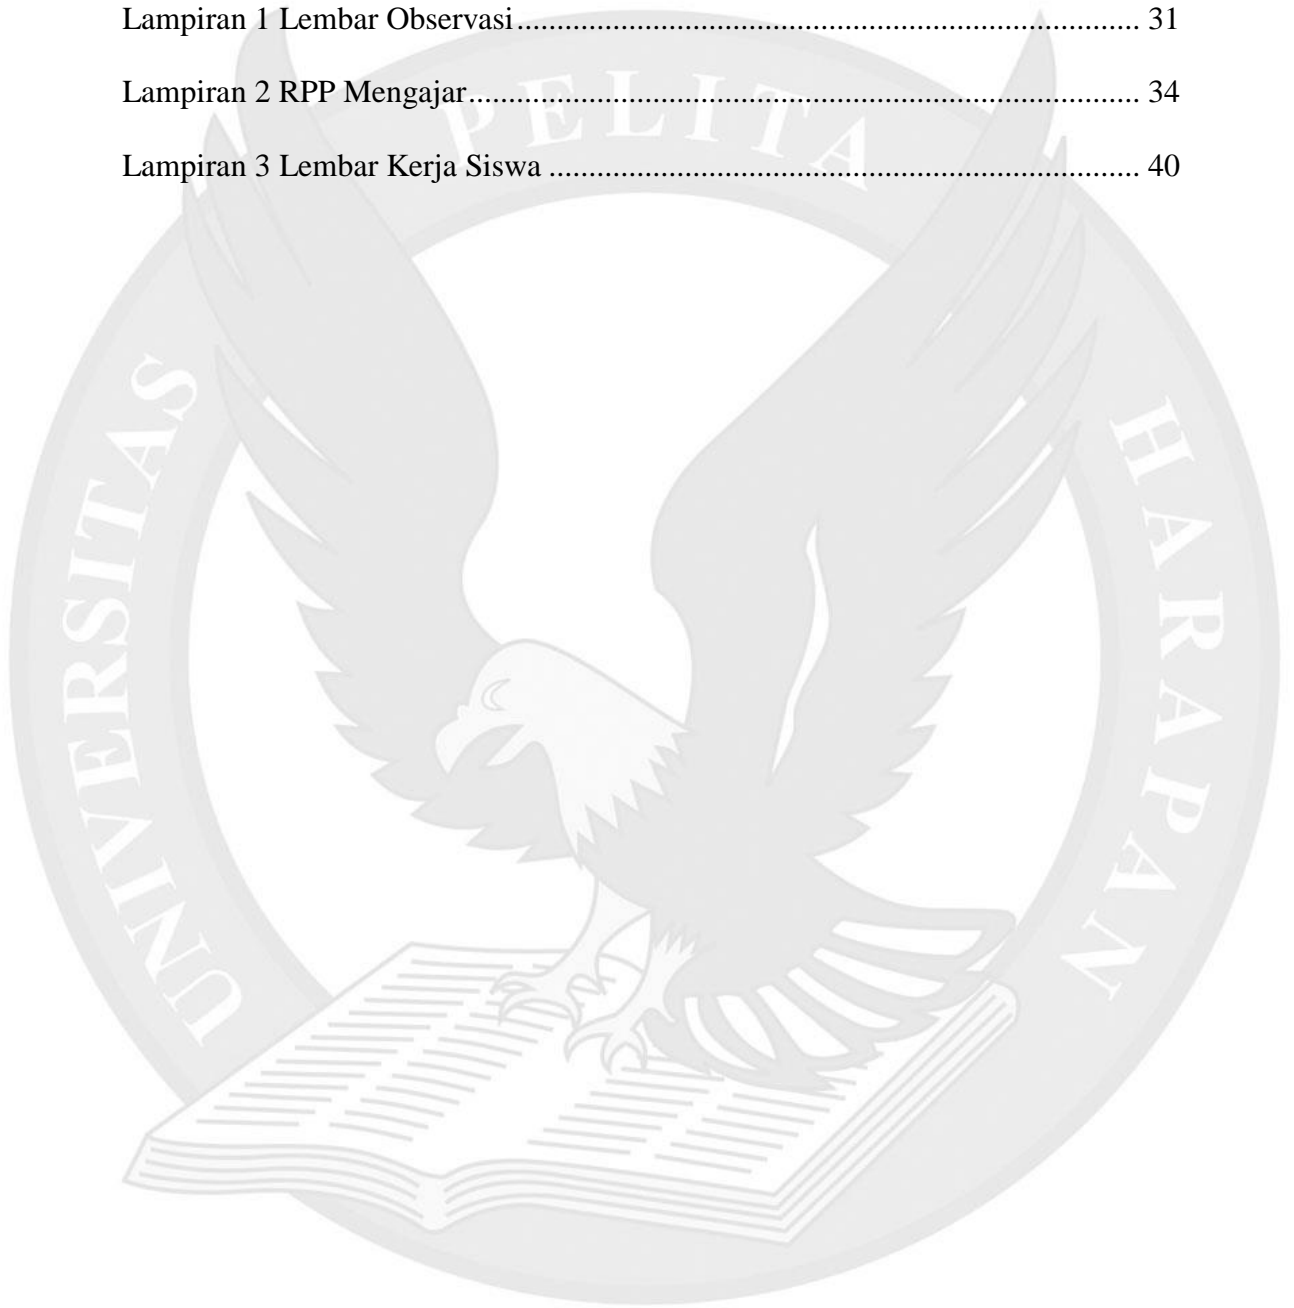 Lampiran 1 Lembar Observasi................................................................................ 31
Lampiran 2 RPP Mengajar...................................................................................... 34
Lampiran 3 Lembar Kerja Siswa ........................................................................... 40
UNIVERSITAS PELITA HARAPAN